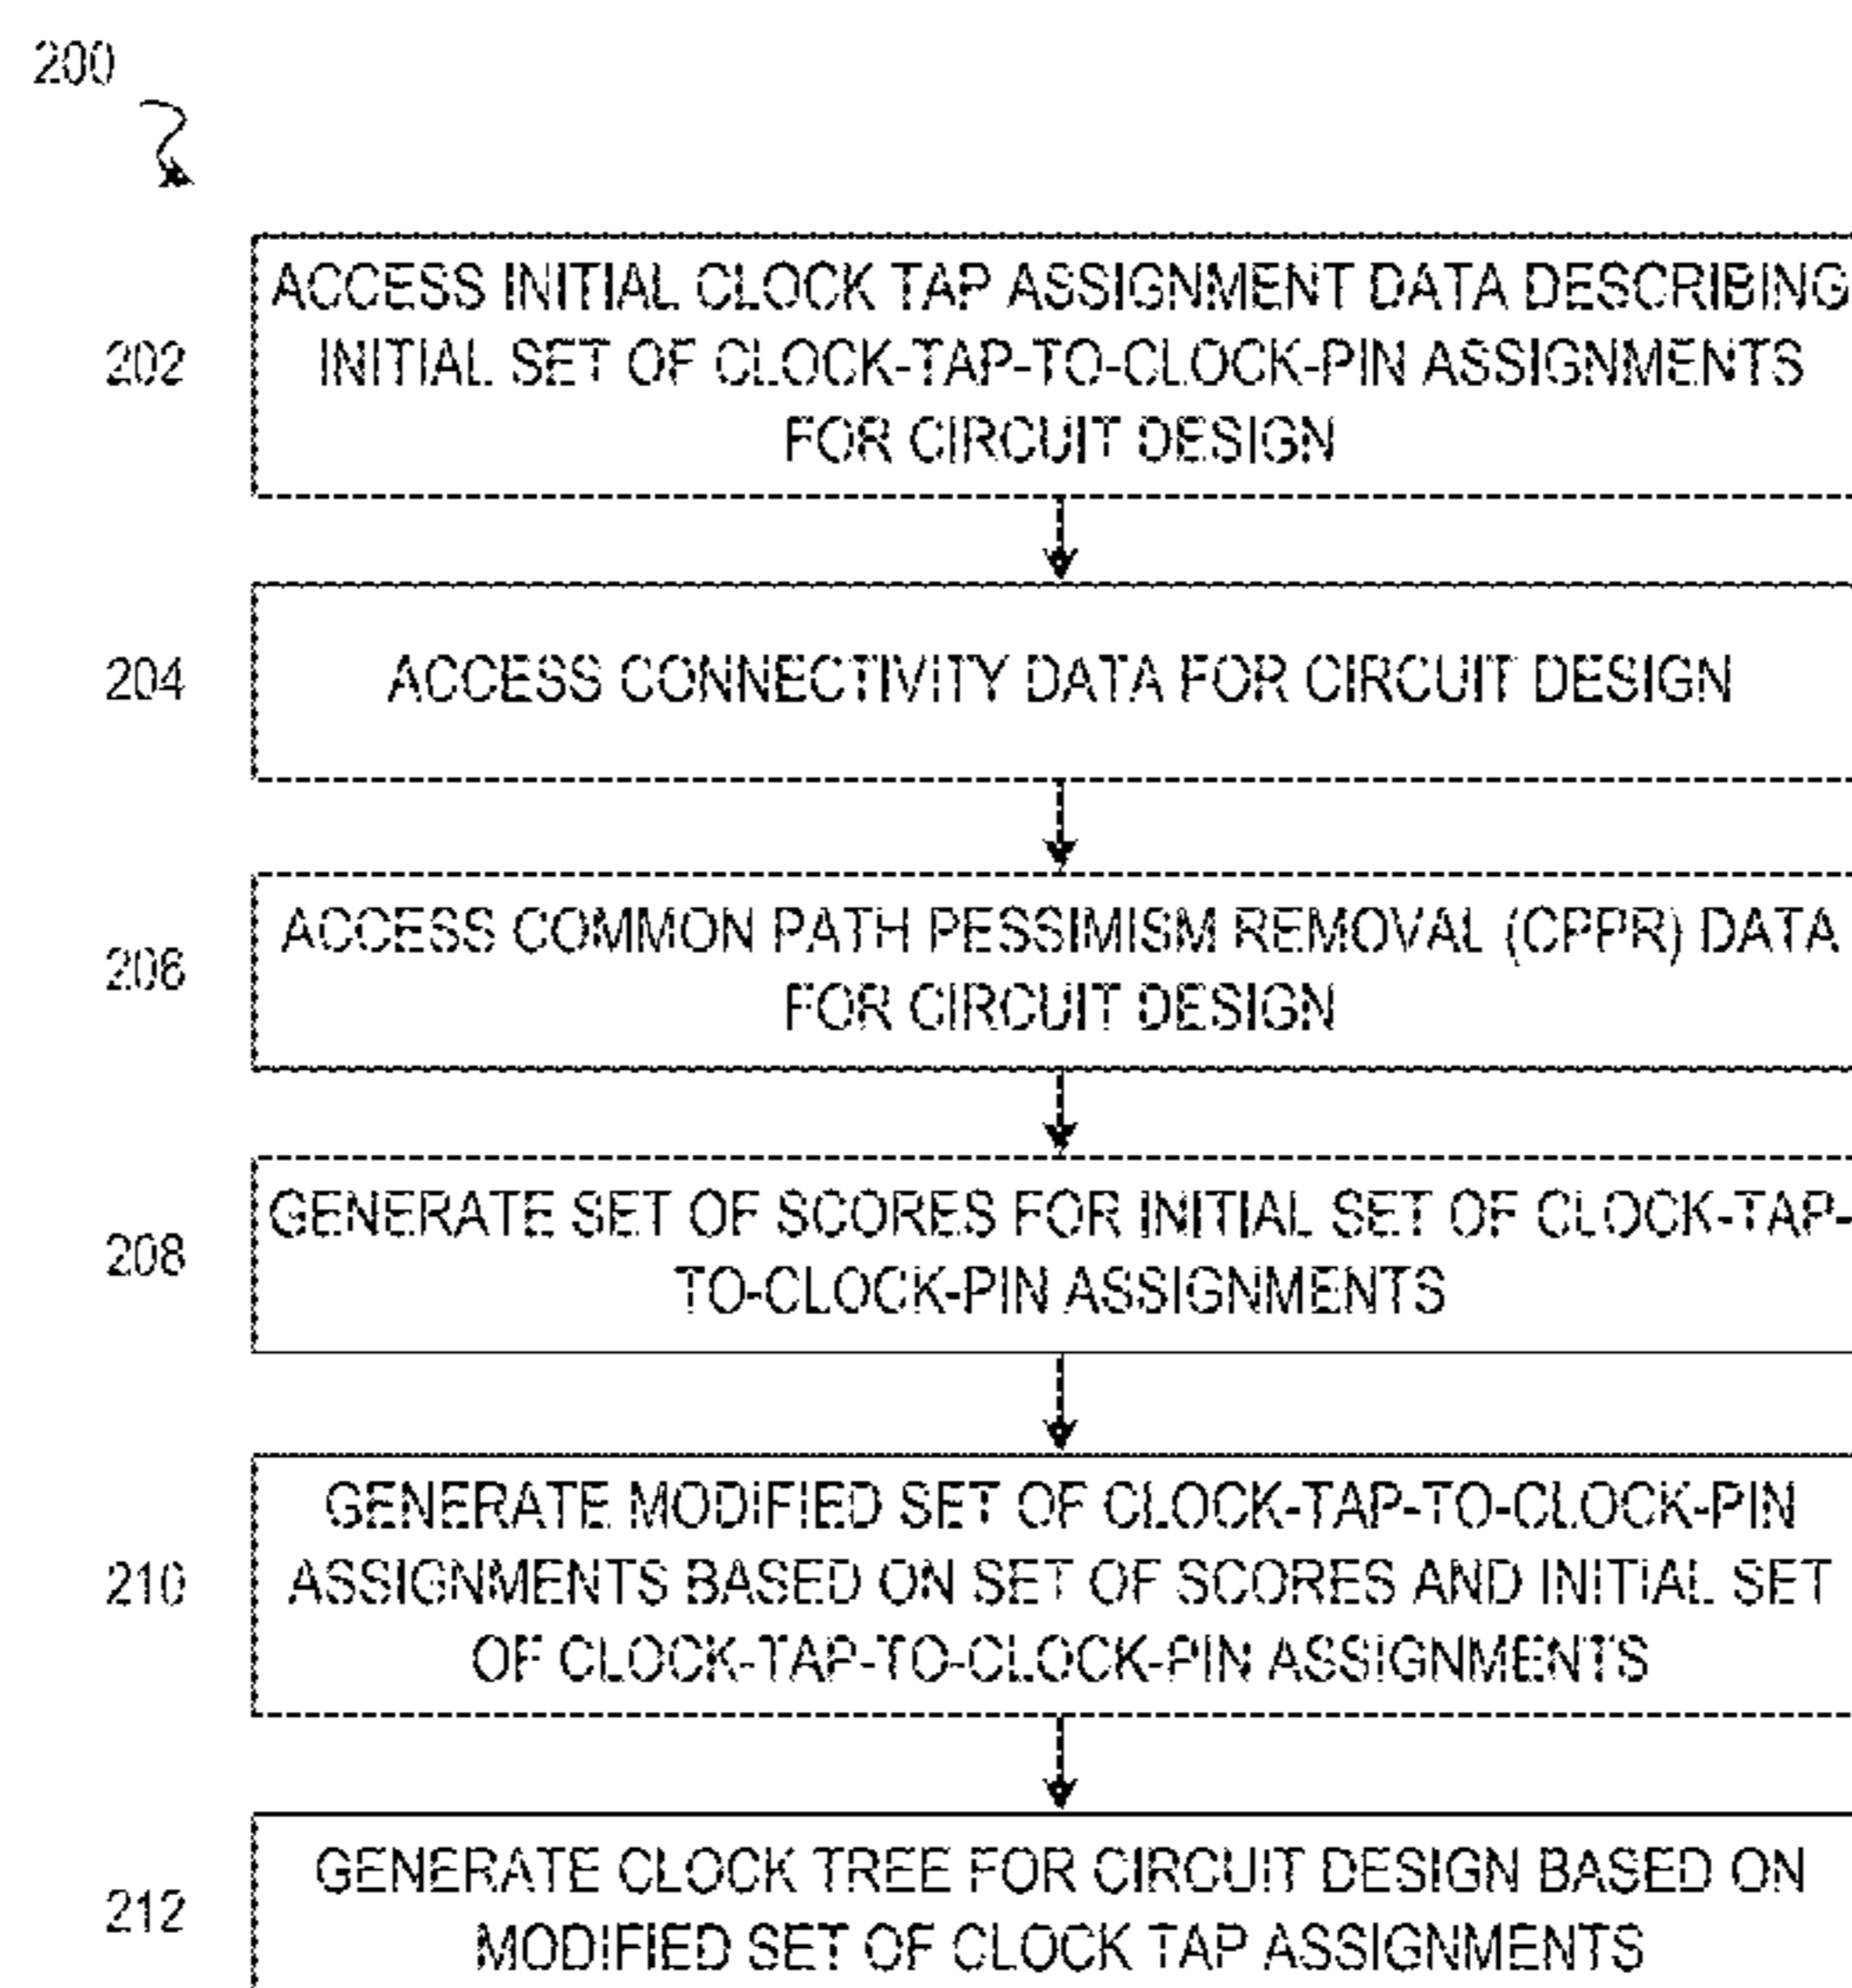 200
202
ACCESS INITIAL CLOCK TAP ASSIGNMENT DATA DESCRIBING
INITIAL SET OF CLOCK-TAP-TO-CLOCK-PIN ASSIGNMENTS
FOR CIRCUIT DESIGN
204
ACCESS CONNECTIVITY DATA FOR CIRCUIT DESIGN
206
ACCESS COMMON PATH PESSIMISM REMOVAL (CPPR) DATA
FOR CIRCUIT DESIGN
208
GENERATE SET OF SCORES FOR INITIAL SET OF CLOCK-TAP-
TO-CLOCK-PIN ASSIGNMENTS
210
GENERATE MODIFIED SET OF CLOCK-TAP-TO-CLOCK-PIN
ASSIGNMENTS BASED ON SET OF SCORES AND INITIAL SET
OF CLOCK-TAP-TO-CLOCK-PIN ASSIGNMENTS
212
GENERATE CLOCK TREE FOR CIRCUIT DESIGN BASED ON
MODIFIED SET OF CLOCK TAP ASSIGNMENTS